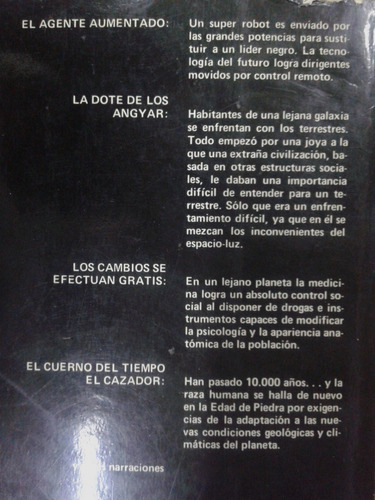 EL AGENTE AUMENTADO:
Un super robot es enviado por
las grandes potencias para susti-
tuir a un lider negro. La tecno-
logía del futuro logra dirigentes
movidos por control remoto.
LA DOTE DE LOS
ANGYAR:
Habitantes de una lejana galaxia
se enfrentan con los terrestres.
Todo empezó por una joya a la
que una extraña civilización, ba-
sada en otras estructuras socia-
les, le daban una importancia
difícil de entender para un te-
rrestre. Sólo que era un enfren-
tamiento difícil, ya que en él se
mezcan los inconvenientes del
espacio-luz.
LOS CAMBIOS SE
EFECTUAN GRATIS:
En un lejano planeta la medici-
na logra un absoluto control so-
cial al disponer de drogas e ins-
trumentos capaces de modificar
la psicología y la apariencia ana-
tómica de la población.
EL CUERNO DEL TIEMPO
EL CAZADOR:
Han pasado 10.000 años. . . y la
raza humana se halla de nuevo
en la Edad de Piedra por exigen-
cias de la adaptación a las nue-
vas condiciones geológicas y cli-
máticas del planeta.
narraciones